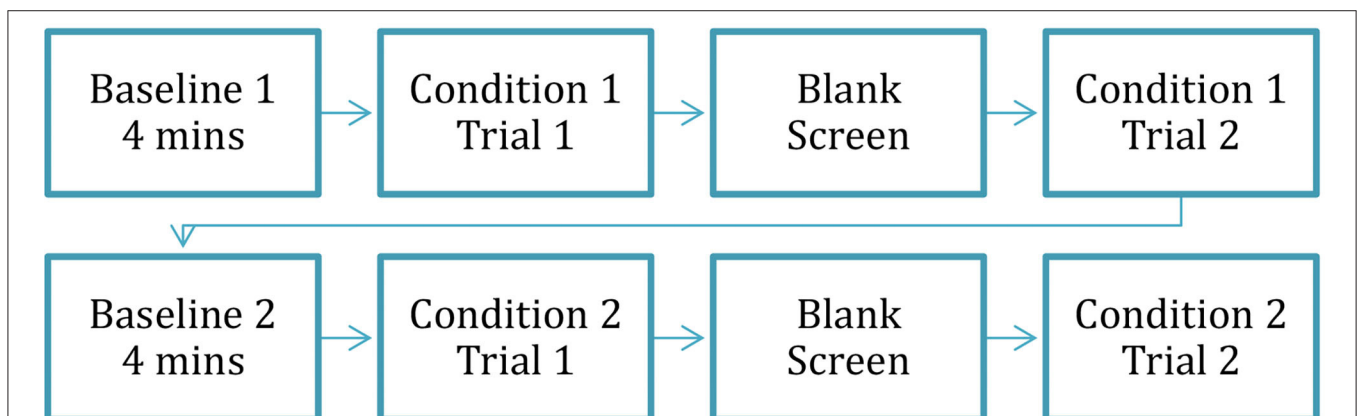 Baseline 1
4 mins
Condition 1
Trial 1
Blank
Screen
Condition 1
Trial 2
Baseline 2
4 mins
Condition 2
Trial 1
Blank
Screen
Condition 2
Trial 2